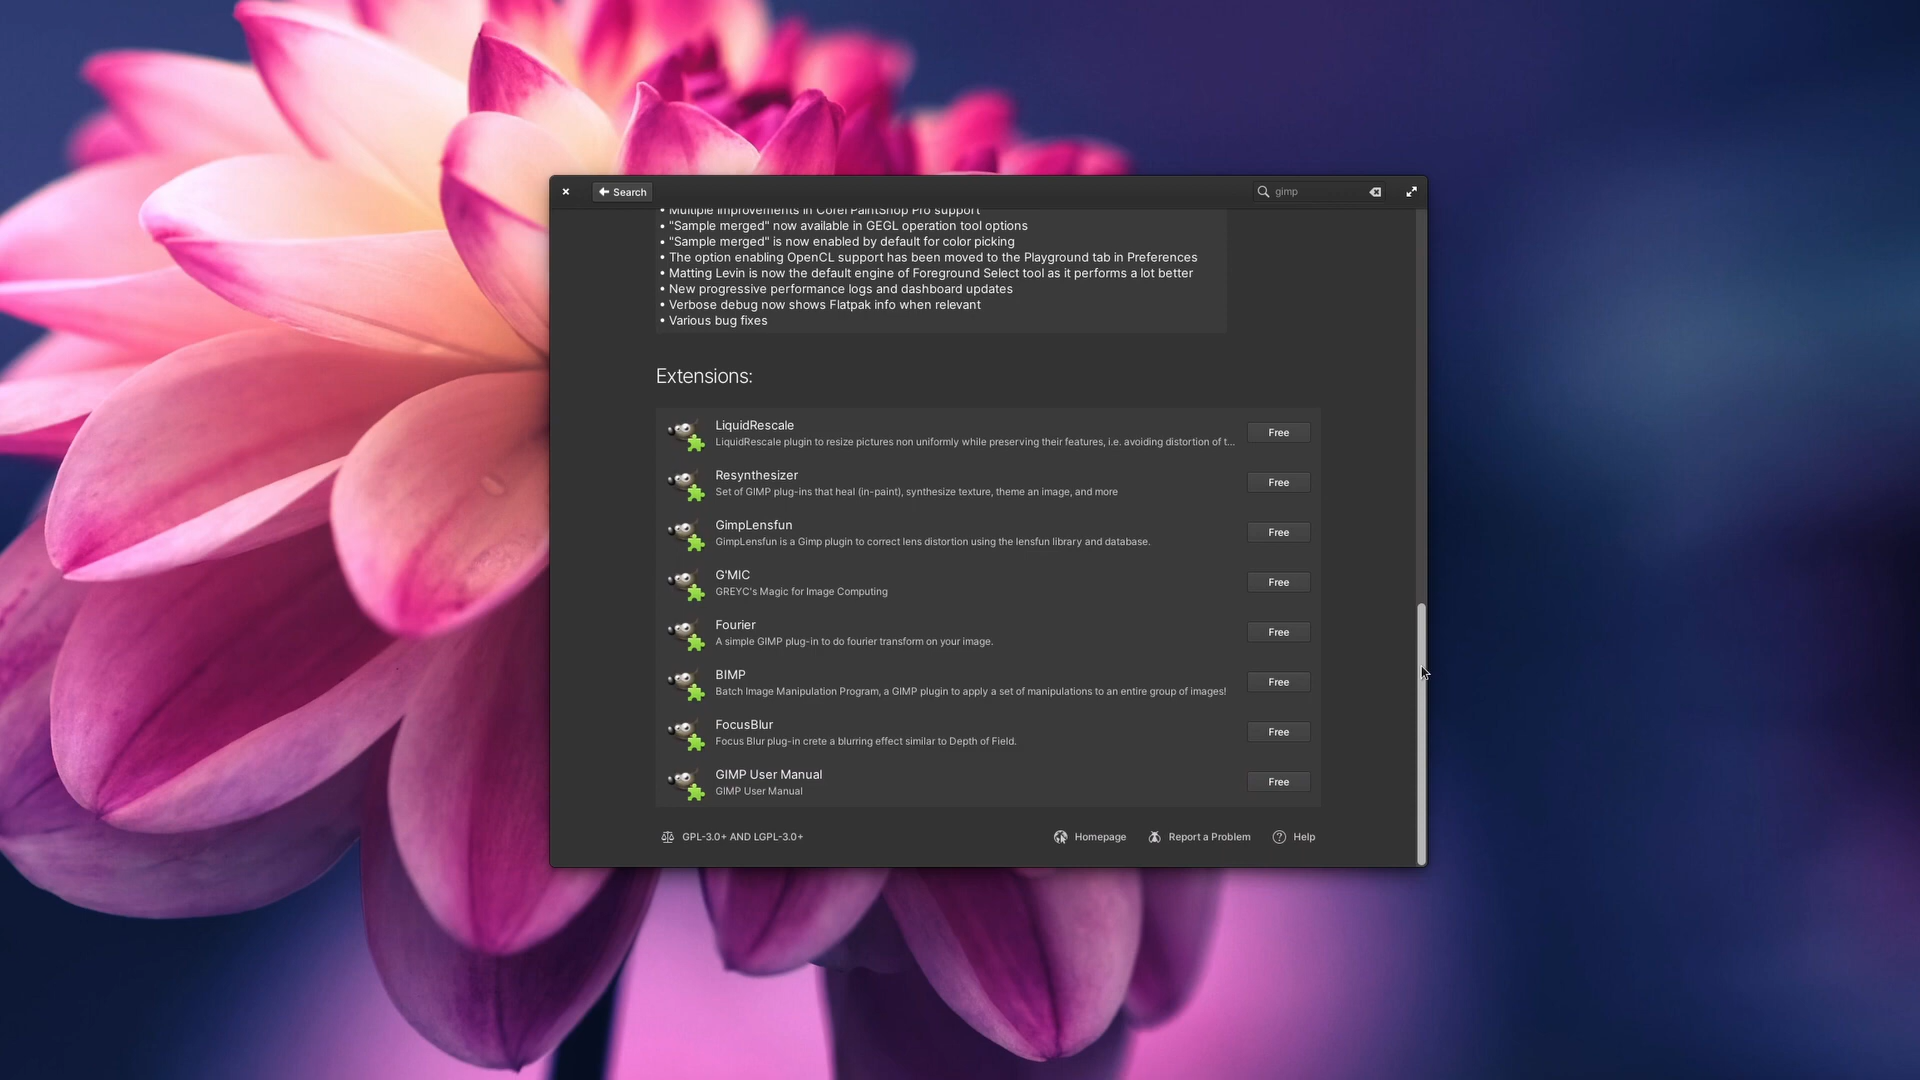 Search
gimp
• Multiple improvements in Corel PaintShop Pro support
• "Sample merged" now available in GEGL operation tool options
• "Sample merged" is now enabled by default for color picking
• The option enabling OpenCL support has been moved to the Playground tab in Preferences
• Matting Levin is now the default engine of Foreground Select tool as it performs a lot better
• New progressive performance logs and dashboard updates
• Verbose debug now shows Flatpak info when relevant
• Various bug fixes
Extensions:
LiquidRescale
LiquidRescale plugin to resize pictures non uniformly while preserving their features, i.e. avoiding distortion of t...
Free
Resynthesizer
Set of GIMP plug-ins that heal (in-paint), synthesize texture, theme an image, and more
Free
GimpLensfun
GimpLensfun is a Gimp plugin to correct lens distortion using the lensfun library and database.
Free
G'MIC
GREYC's Magic for Image Computing
Free
Fourier
A simple GIMP plug-in to do fourier transform on your image.
Free
BIMP
Batch Image Manipulation Program, a GIMP plugin to apply a set of manipulations to an entire group of images!
Free
FocusBlur
Focus Blur plug-in crete a blurring effect similar to Depth of Field.
Free
GIMP User Manual
GIMP User Manual
Free
GPL-3.0+ AND LGPL-3.0+
Homepage
Report a Problem
Help